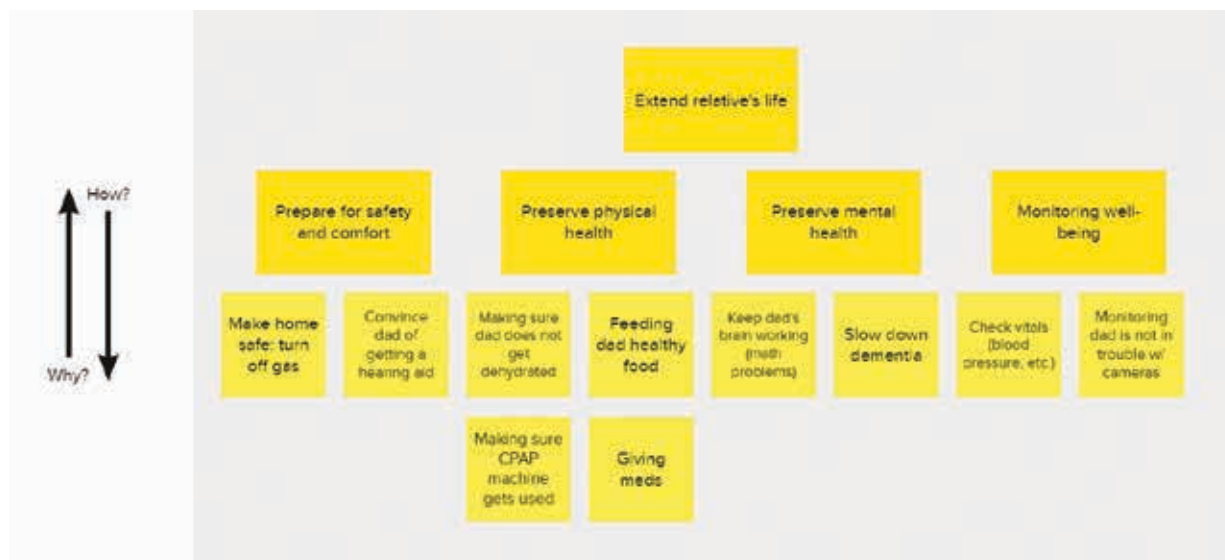 Extend relative's life
How?
Prepare for safety
and comfort
Preserve physical
health
Preserve mental
health
Monitoring well-
being
Make home
safe: turn
off gas
Convince
dad of
getting a
hearing aid
Making sure
dad does not
get
dehydrated
Feeding
dad healthy
food
Keep dad's
brain working
(math
problems)
Slow down
dementia
Check vitals
(blood
pressure, etc.)
Monitoring
dad is not in
trouble w/
cameras
Why?
Making sure
CPAP
machine
gets used
Giving
meds